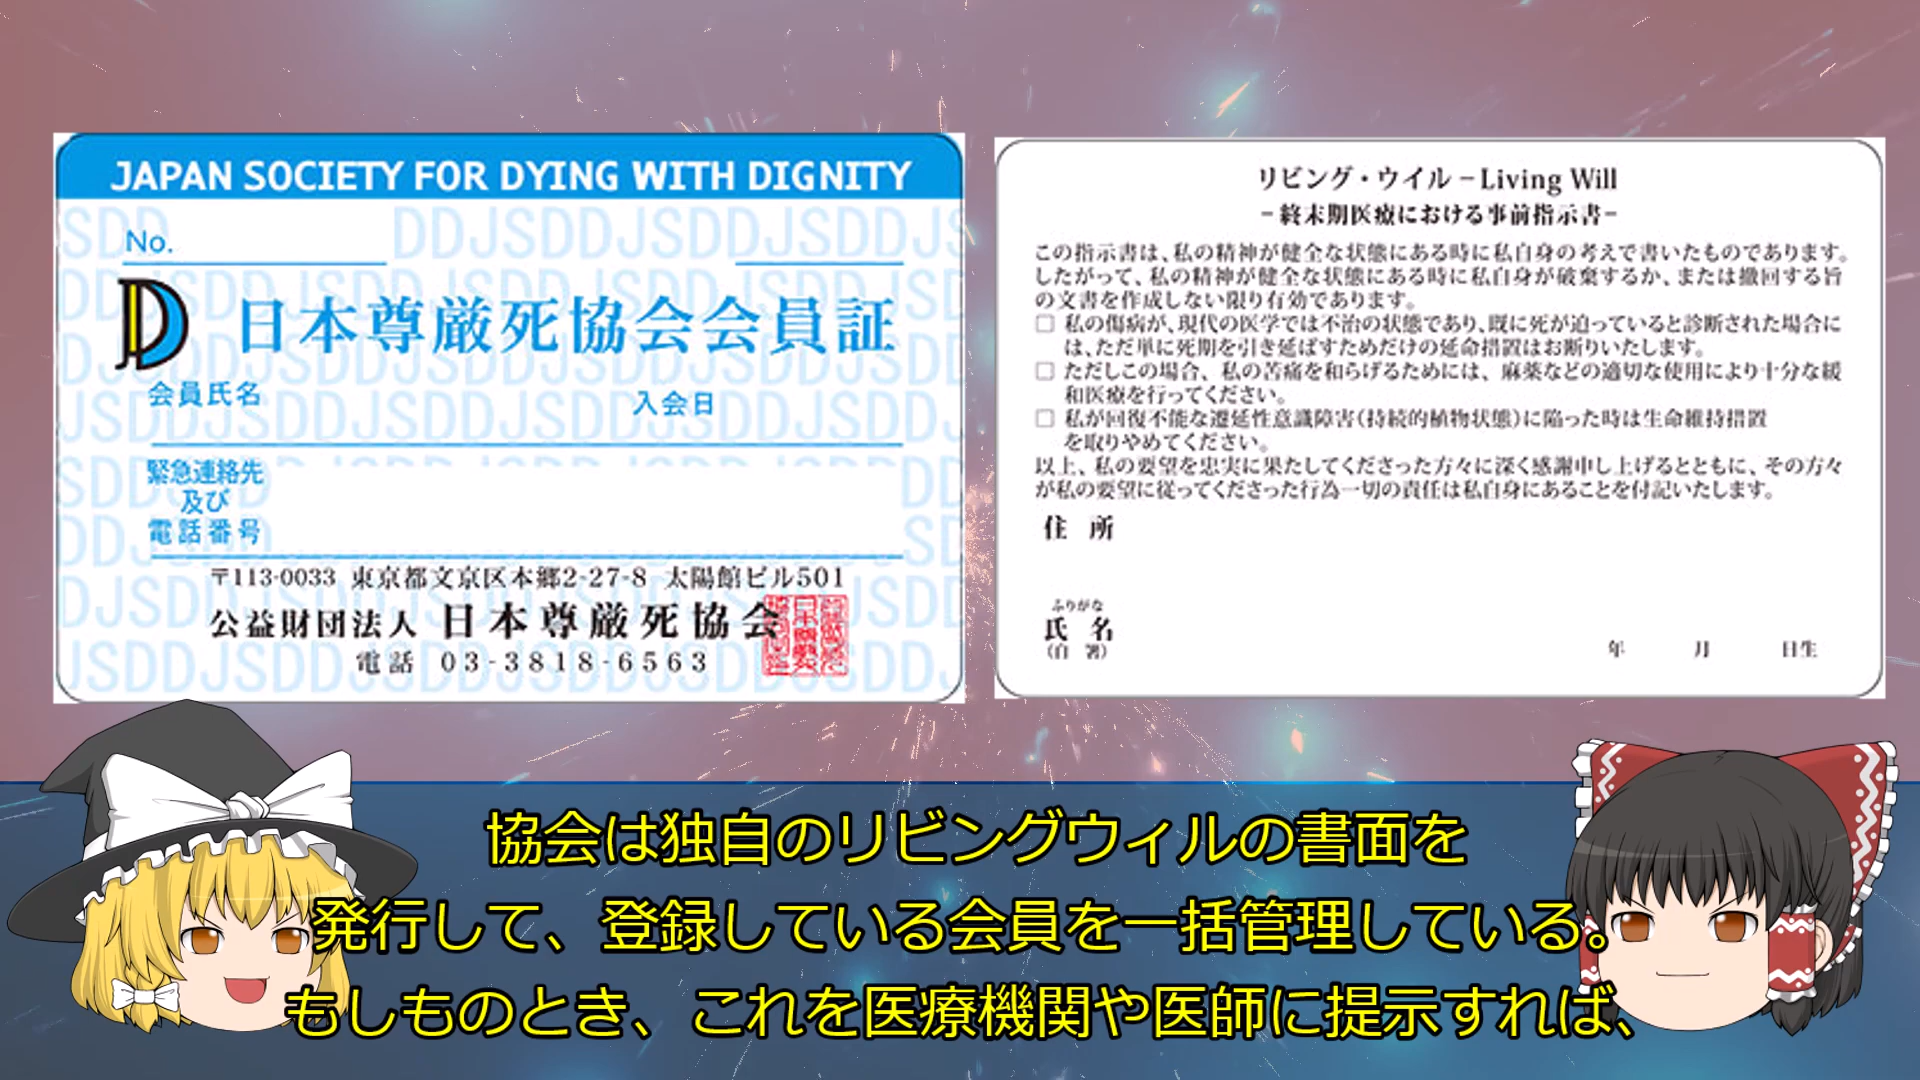 JAPAN SOCIETY FOR DYING WITH DIGNITY
No.
日本尊厳死協会会員証
会員氏名
入会日
緊急連絡先
及び
電話番号
〒113-0033 東京都文京区本郷2-27-8 太陽館ビル501
公益財団法人 日本尊厳死協会
電話 03-3818-6563
リビング・ウイル－Living Will
－終末期医療における事前指示書－
この指示書は、私の精神が健全な状態にある時に私自身の考えで書いたものであります。
したがって、私の精神が健全な状態にある時に私自身が破棄するか、または撤回する旨
の文書を作成しない限り有効であります。
□ 私の傷病が、現代の医学では不治の状態であり、既に死が迫っていると診断された場合に
は、ただ単に死期を引き延ばすためだけの延命措置はお断りいたします。
□ ただしこの場合、私の苦痛を和らげるためには、麻薬などの適切な使用により十分な緩
和医療を行ってください。
□ 私が回復不能な遷延性意識障害(持続的植物状態)に陥った時は生命維持措置
を取りやめてください。
以上、私の要望を忠実に果たしてくださった方々に深く感謝申し上げるとともに、その方々
が私の要望に従ってくださった行為一切の責任は私自身にあることを付記いたします。
住 所
ふりがな
氏 名
(自 署)
年 月 日生
協会は独自のリビングウィルの書面を
発行して、登録している会員を一括管理している。
もしものとき、これを医療機関や医師に提示すれば、